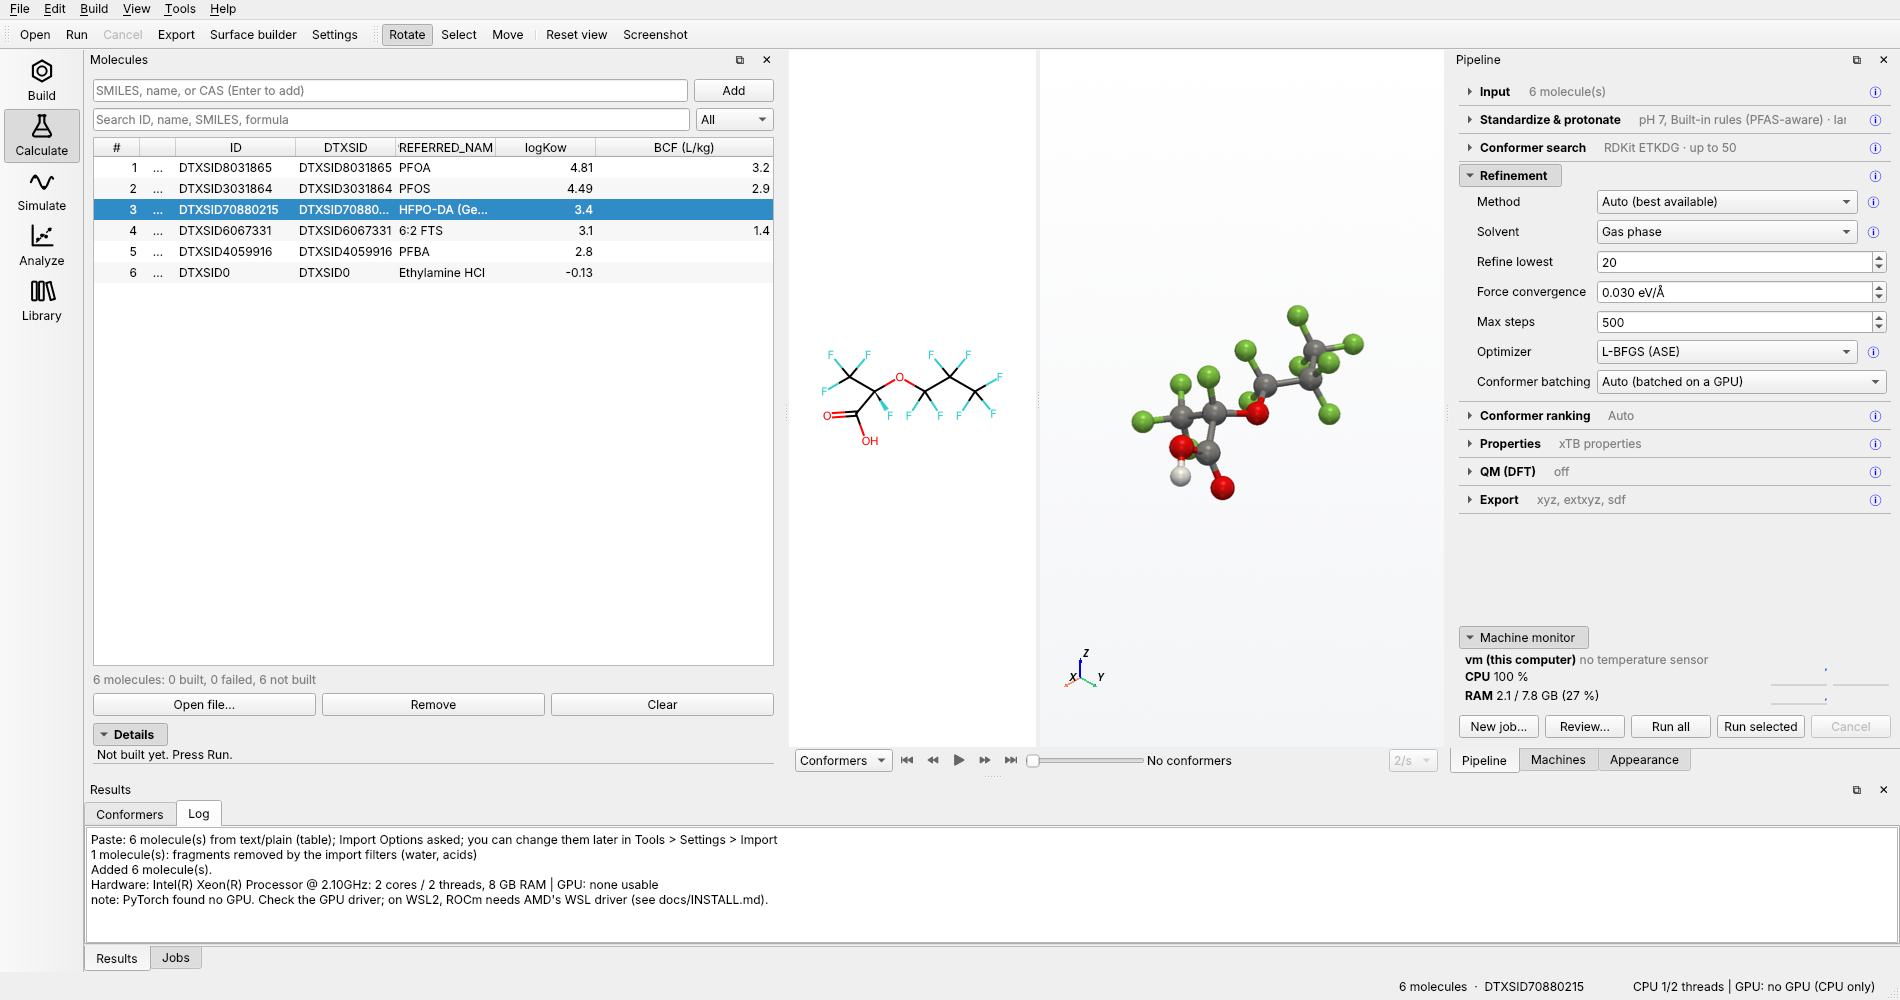 File Edit Build View Tools Help
Open Run Cancel Export Surface builder Settings Rotate Select Move Reset view Screenshot
Build
Calculate
Simulate
Analyze
Library
Molecules
SMILES, name, or CAS (Enter to add) Add
Search ID, name, SMILES, formula All
# ID DTXSID REFERRED_NAM logKow BCF (L/kg)
1 ... DTXSID8031865 DTXSID8031865 PFOA 4.81 3.2
2 ... DTXSID3031864 DTXSID3031864 PFOS 4.49 2.9
3 ... DTXSID70880215 DTXSID70880... HFPO-DA (Ge... 3.4
4 ... DTXSID6067331 DTXSID6067331 6:2 FTS 3.1 1.4
5 ... DTXSID4059916 DTXSID4059916 PFBA 2.8
6 ... DTXSID0 DTXSID0 Ethylamine HCl -0.13
6 molecules: 0 built, 0 failed, 6 not built
Open file... Remove Clear
Details
Not built yet. Press Run.
F F F F
F O F
O F F F F F
OH
Z
X Y
Conformers No conformers 2/s
Pipeline
Input 6 molecule(s)
Standardize & protonate pH 7, Built-in rules (PFAS-aware) · lar
Conformer search RDKit ETKDG · up to 50
Refinement
Method Auto (best available)
Solvent Gas phase
Refine lowest 20
Force convergence 0.030 eV/Å
Max steps 500
Optimizer L-BFGS (ASE)
Conformer batching Auto (batched on a GPU)
Conformer ranking Auto
Properties xTB properties
QM (DFT) off
Export xyz, extxyz, sdf
Machine monitor
vm (this computer) no temperature sensor
CPU 100 %
RAM 2.1 / 7.8 GB (27 %)
New job... Review... Run all Run selected Cancel
Pipeline Machines Appearance
Results
Conformers Log
Paste: 6 molecule(s) from text/plain (table); Import Options asked; you can change them later in Tools > Settings > Import
1 molecule(s): fragments removed by the import filters (water, acids)
Added 6 molecule(s).
Hardware: Intel(R) Xeon(R) Processor @ 2.10GHz: 2 cores / 2 threads, 8 GB RAM | GPU: none usable
note: PyTorch found no GPU. Check the GPU driver; on WSL2, ROCm needs AMD's WSL driver (see docs/INSTALL.md).
Results Jobs
6 molecules · DTXSID70880215 CPU 1/2 threads | GPU: no GPU (CPU only)